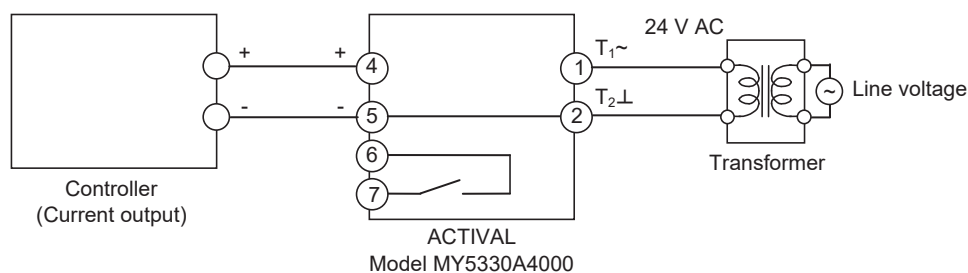 24 V AC
+ + 4 1 T₁~
- - 5 2 T₂⊥
~ Line voltage
6
7
Transformer
Controller
(Current output)
ACTIVAL
Model MY5330A4000